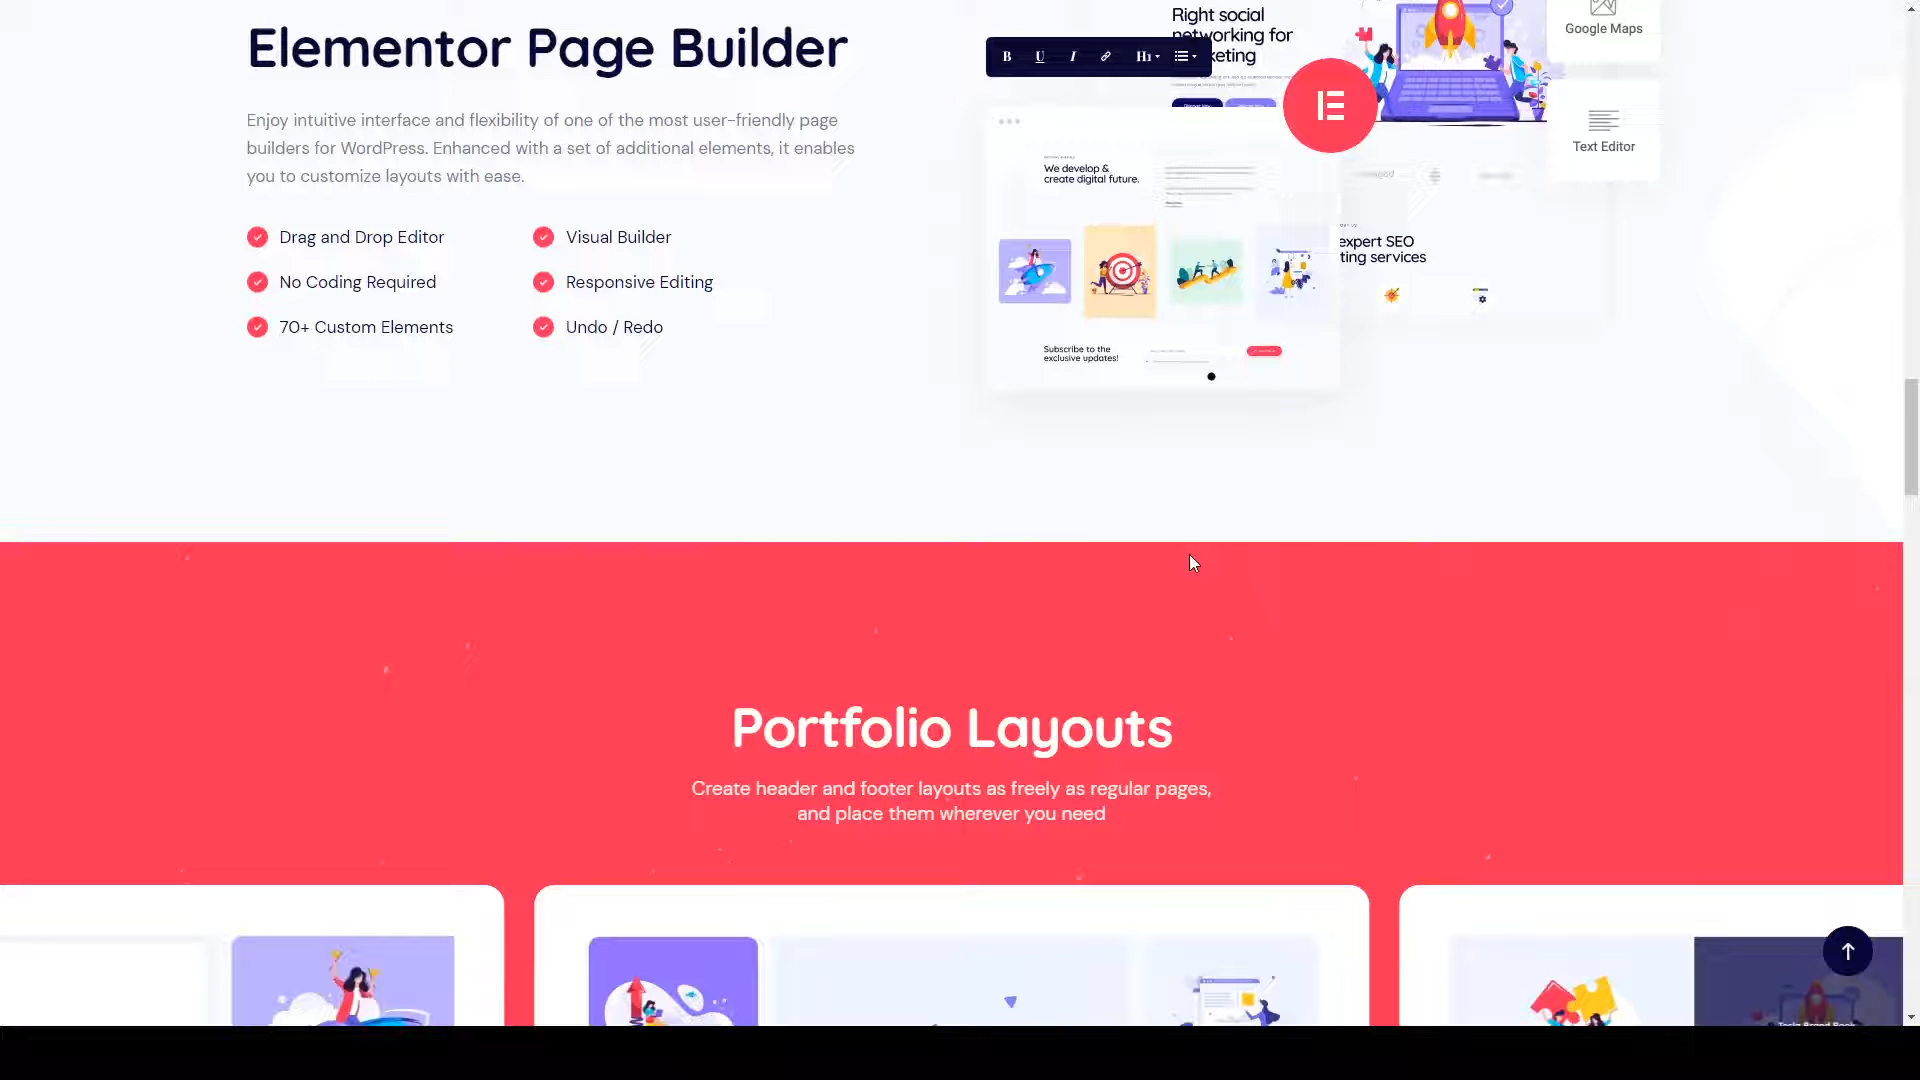 Elementor Page Builder
Enjoy intuitive interface and flexibility of one of the most user-friendly page
builders for WordPress. Enhanced with a set of additional elements, it enables
you to customize layouts with ease.
Drag and Drop Editor
Visual Builder
No Coding Required
Responsive Editing
70+ Custom Elements
Undo / Redo
Right social
networking for
keting
B U I H1
Google Maps
Text Editor
We develop &
create digital future.
expert SEO
ting services
Subscribe to the
exclusive updates!
Portfolio Layouts
Create header and footer layouts as freely as regular pages,
and place them wherever you need